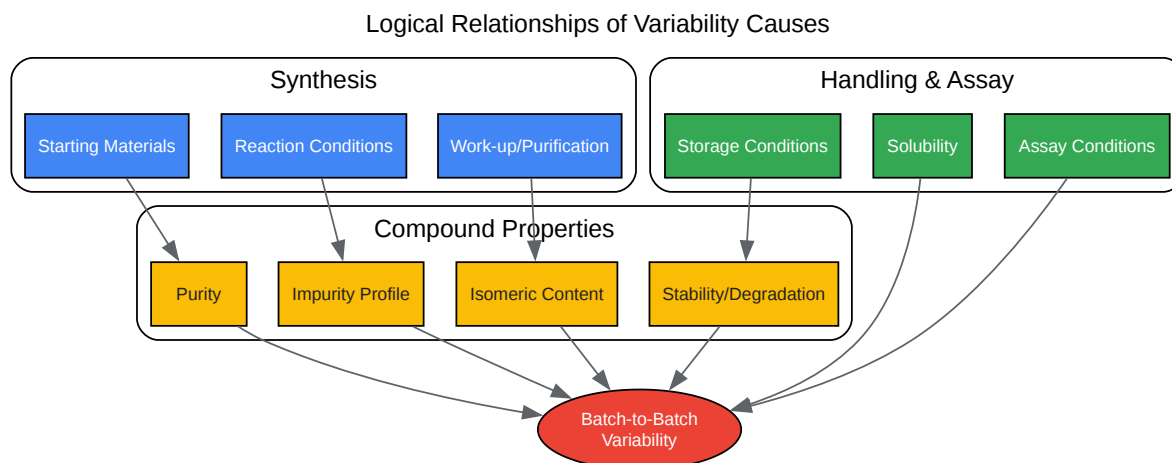 Logical Relationships of Variability Causes
Synthesis
Handling & Assay
Starting Materials
Reaction Conditions
Work-up/Purification
Storage Conditions
Solubility
Assay Conditions
Compound Properties
Purity
Impurity Profile
Isomeric Content
Stability/Degradation
Batch-to-Batch
Variability